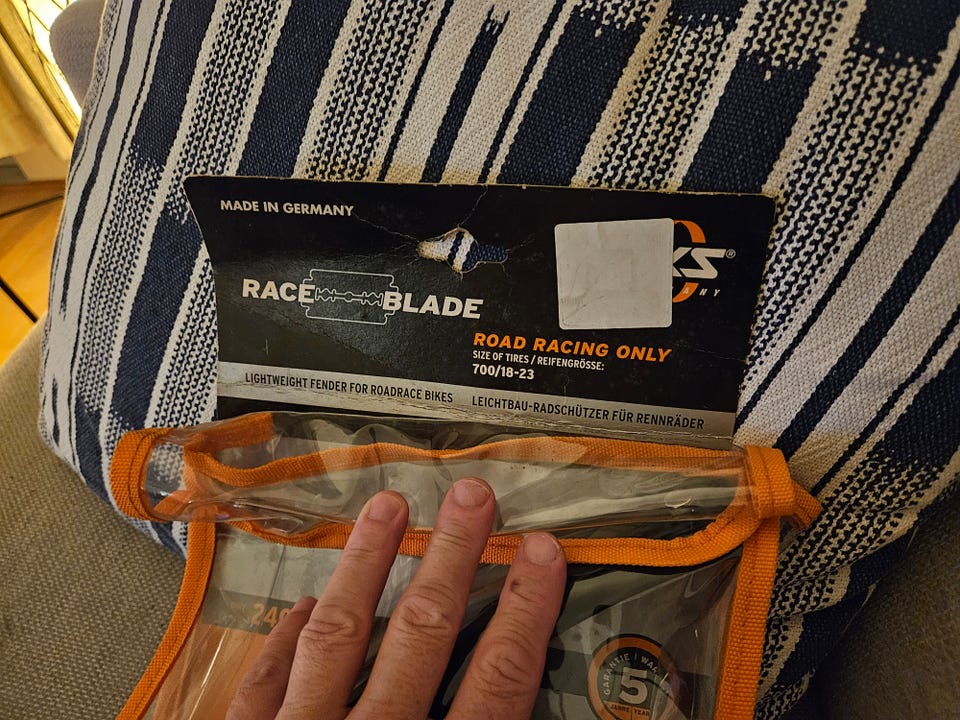 MADE IN GERMANY
RACE BLADE
ROAD RACING ONLY
SIZE OF TIRES / REIFENGRÖSSE:
700/18-23
LIGHTWEIGHT FENDER FOR ROADRACE BIKES
LEICHTBAU-RADSCHÜTZER FÜR RENNRÄDER
5